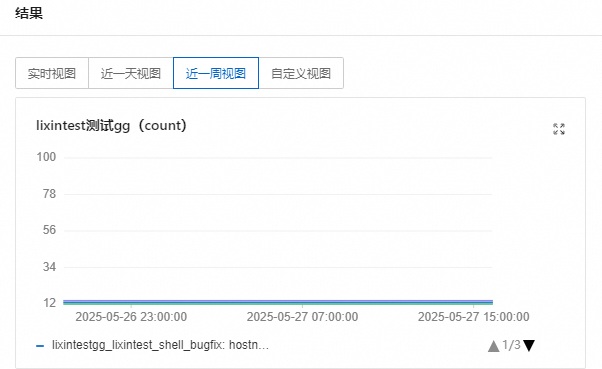 结果
实时视图 近一天视图 近一周视图 自定义视图
lixintest测试gg（count）
100
78
56
34
12
2025-05-26 23:00:00 2025-05-27 07:00:00 2025-05-27 15:00:00
lixintestgg_lixintest_shell_bugfix: hostn... 1/3